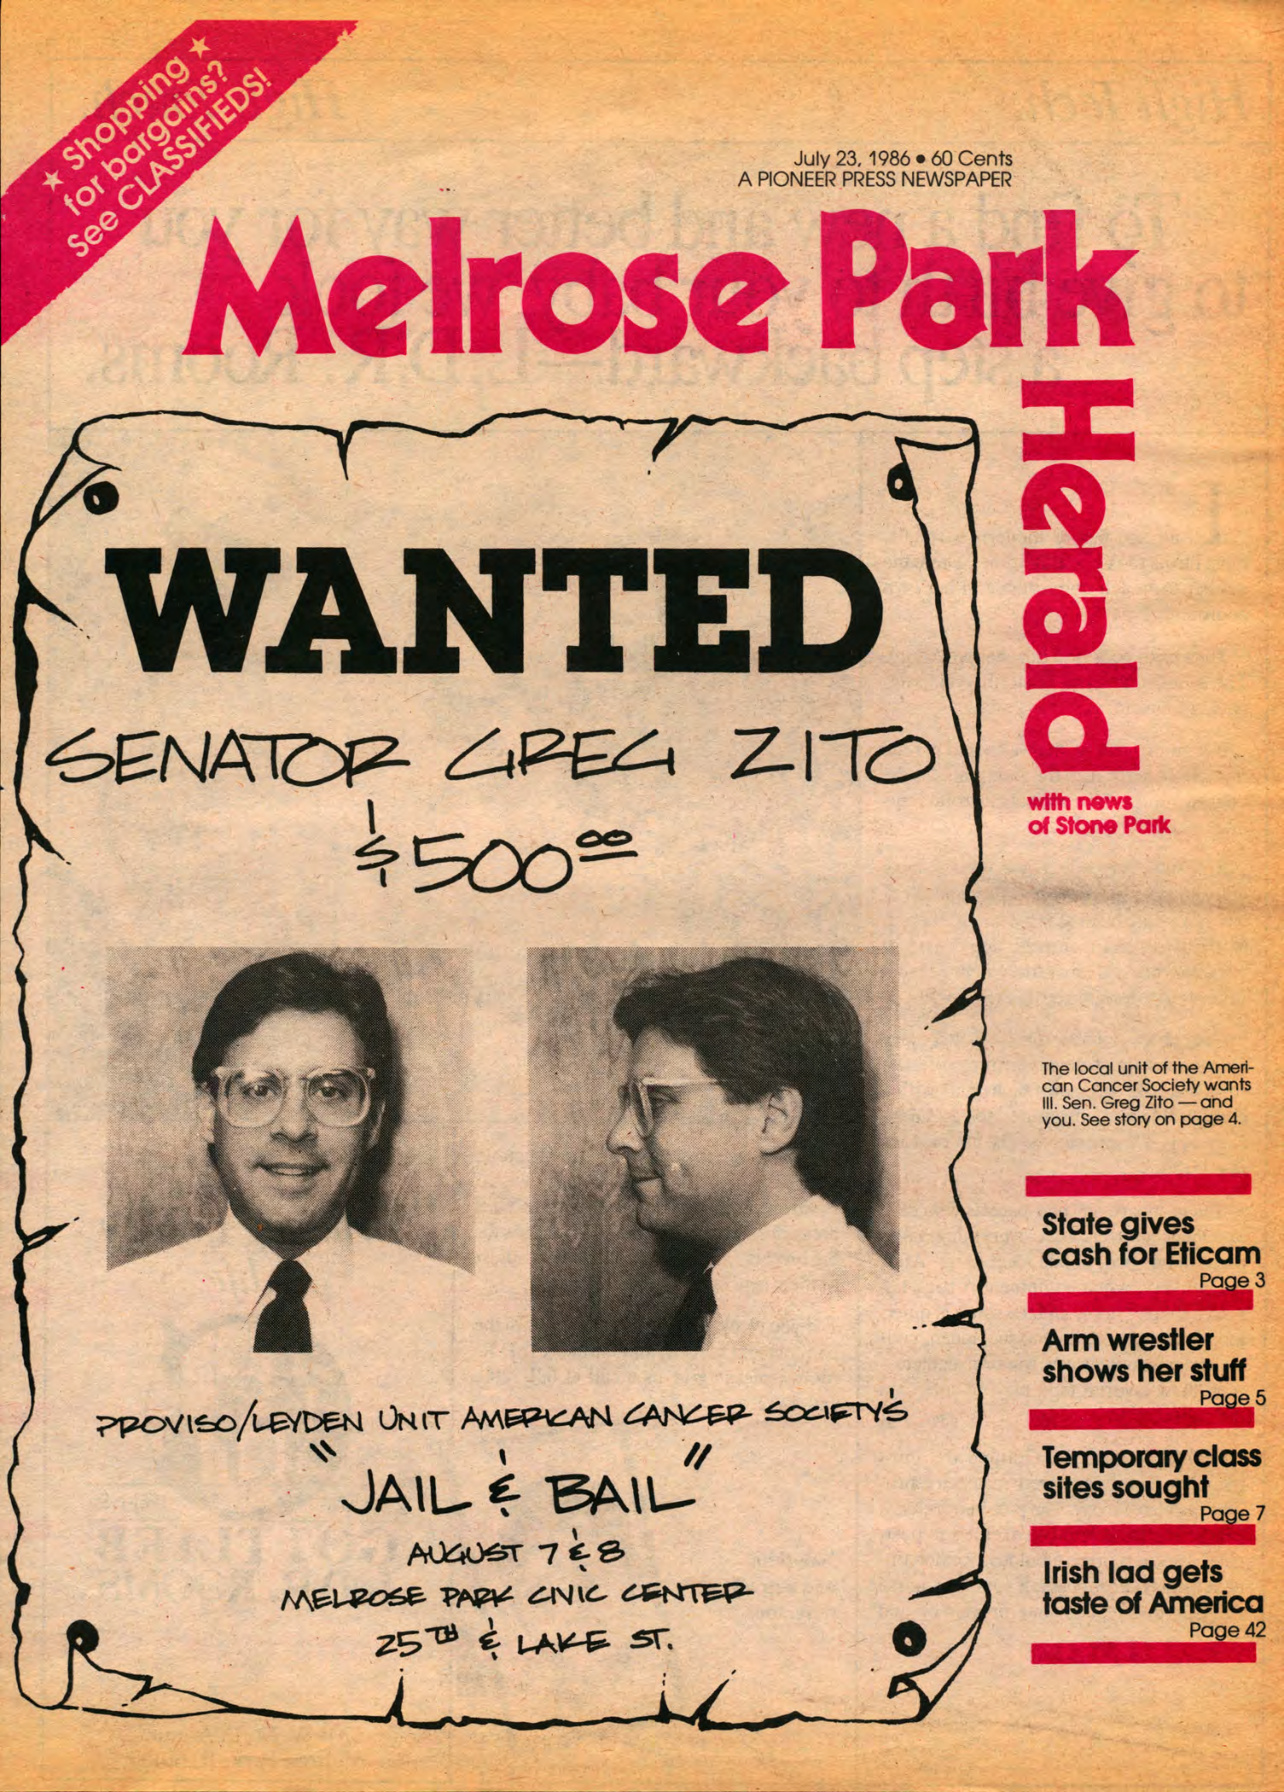 ★ Shopping ★
for bargains?
See CLASSIFIEDS!
July 23, 1986 • 60 Cents
A PIONEER PRESS NEWSPAPER
Melrose Park
Herald
with news
of Stone Park
WANTED
SENATOR GREG ZITO
$500⁰⁰
PROVISO/LEYDEN UNIT AMERICAN CANCER SOCIETY'S
"JAIL & BAIL"
AUGUST 7 & 8
MELROSE PARK CIVIC CENTER
25TH & LAKE ST.
The local unit of the Ameri-
can Cancer Society wants
Ill. Sen. Greg Zito — and
you. See story on page 4.
State gives
cash for Eticam
Page 3
Arm wrestler
shows her stuff
Page 5
Temporary class
sites sought
Page 7
Irish lad gets
taste of America
Page 42